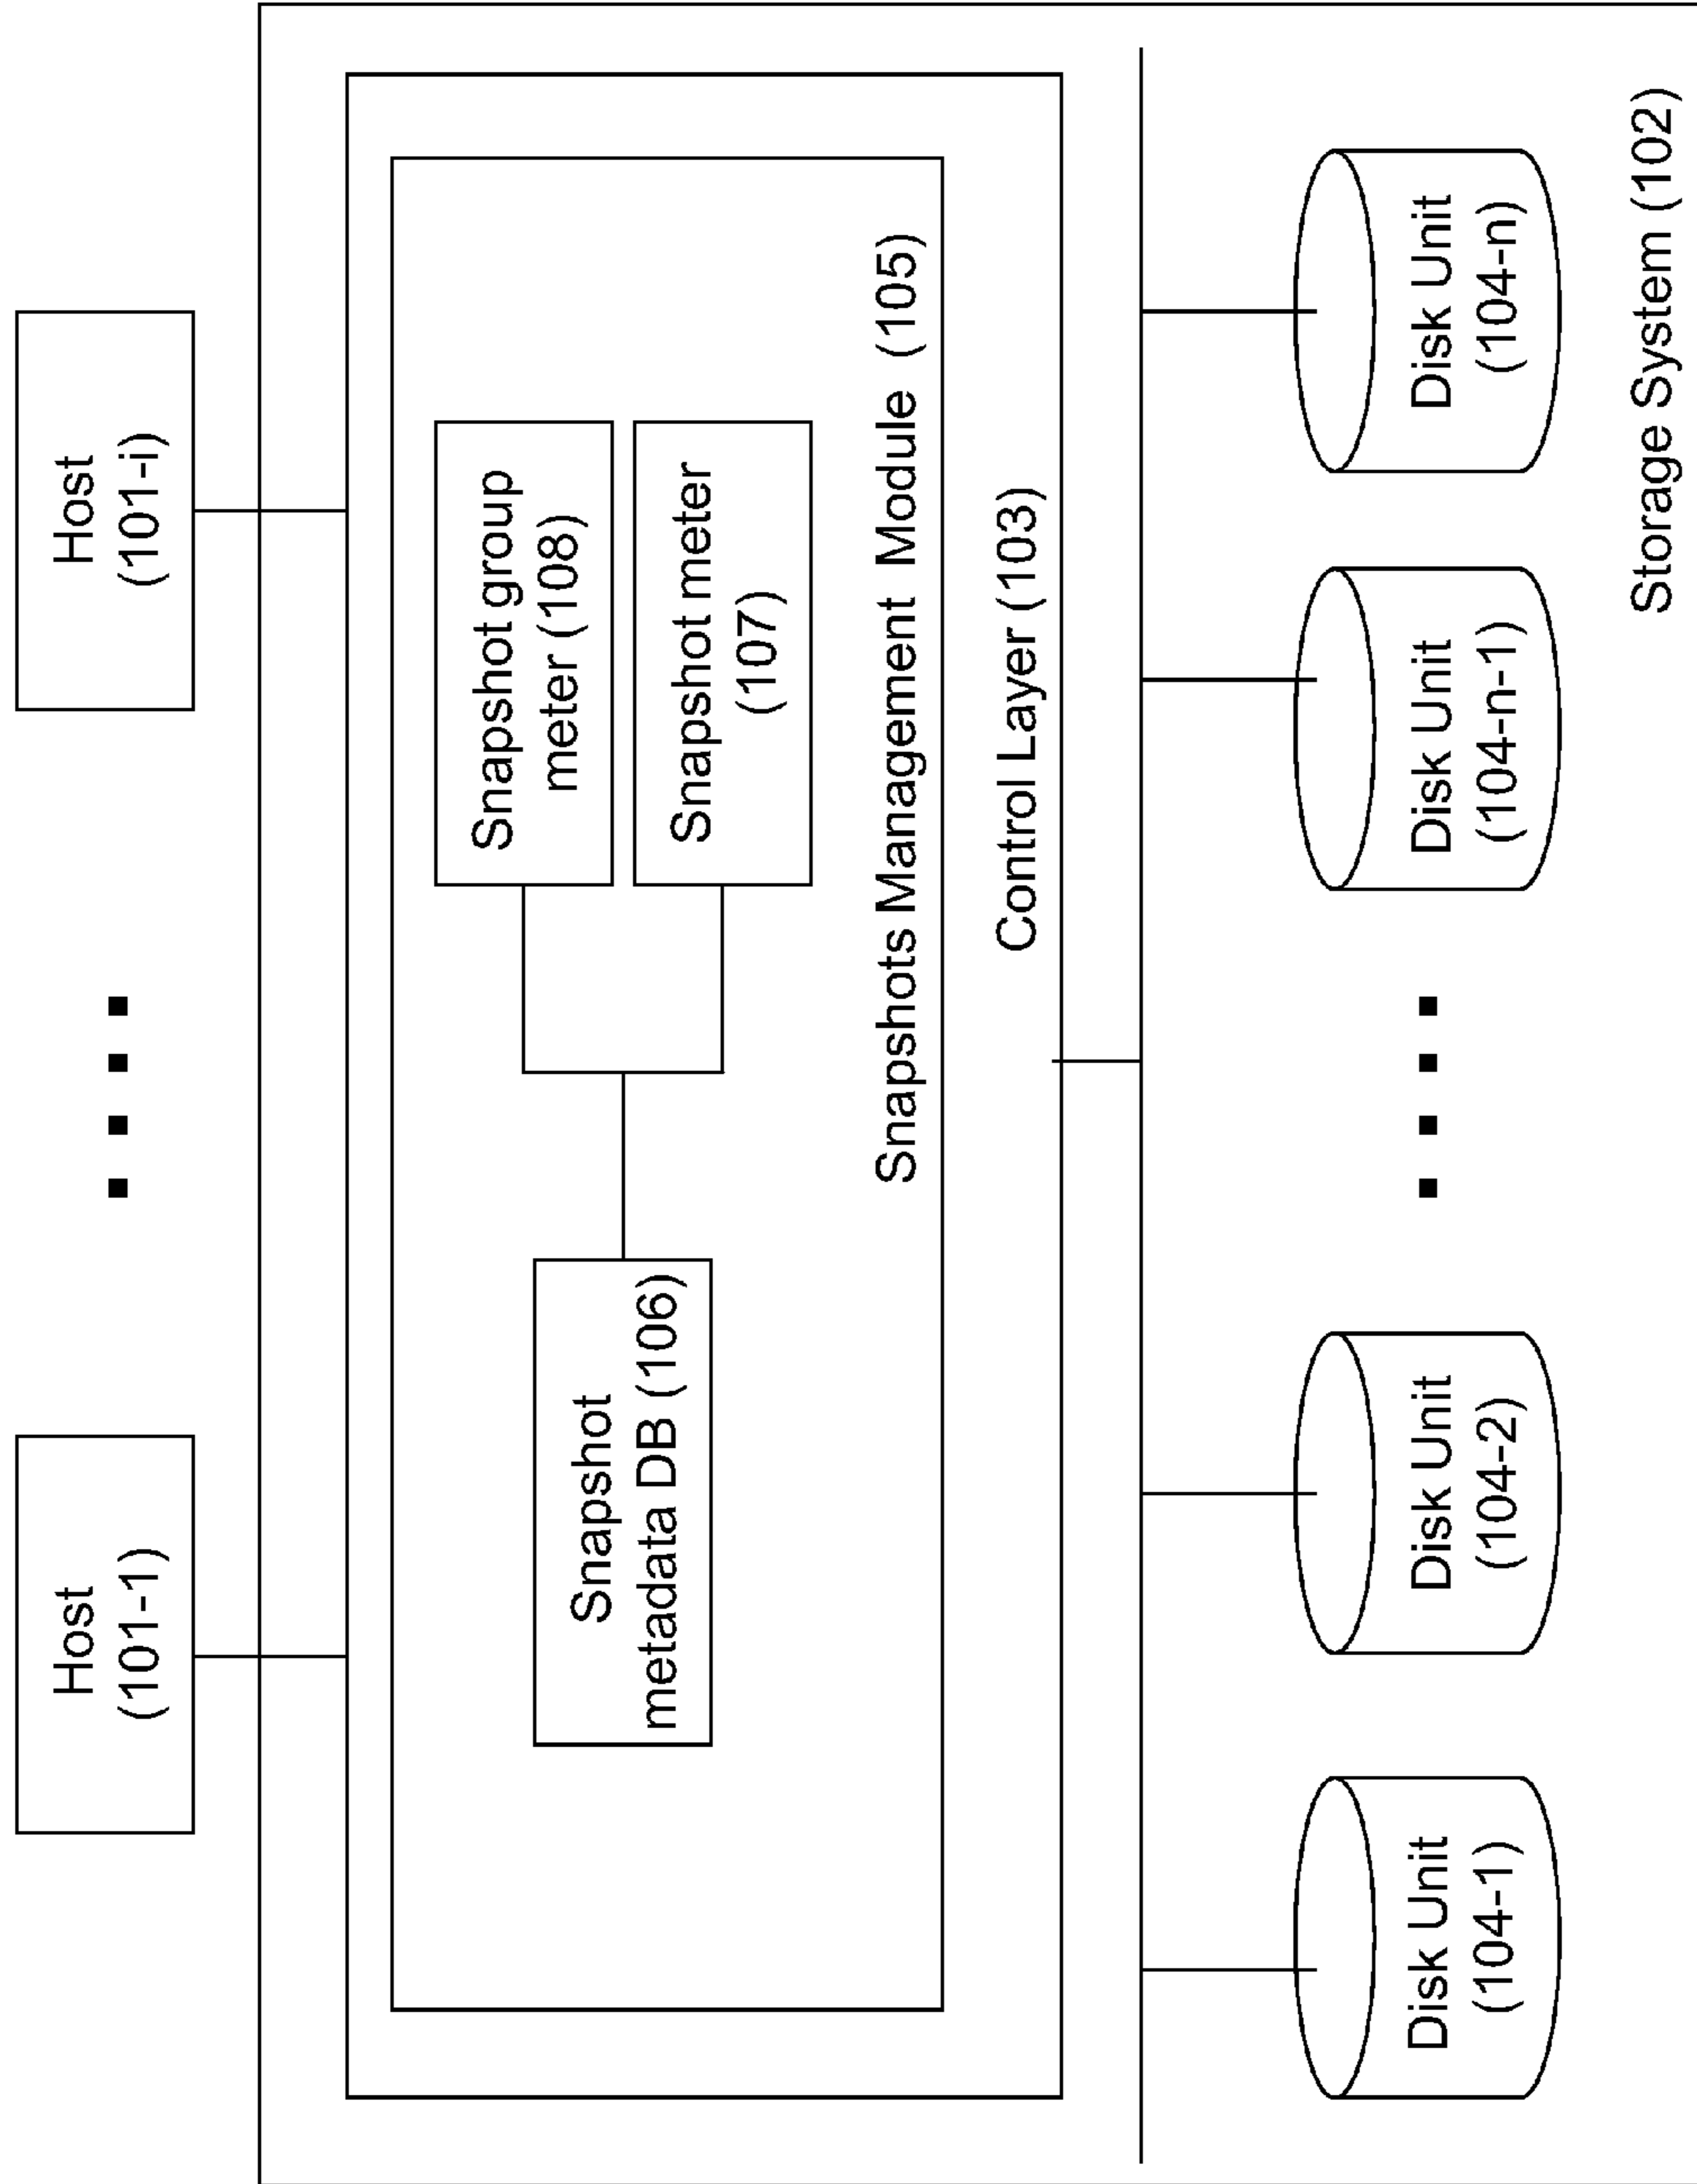 Host
(101-1)
Host
(101-i)
Snapshot group
meter (108)
Snapshot
metadata DB (106)
Snapshot meter
(107)
Snapshots Management Module (105)
Control Layer (103)
Disk Unit
(104-1)
Disk Unit
(104-2)
Disk Unit
(104-n-1)
Disk Unit
(104-n)
Storage System (102)